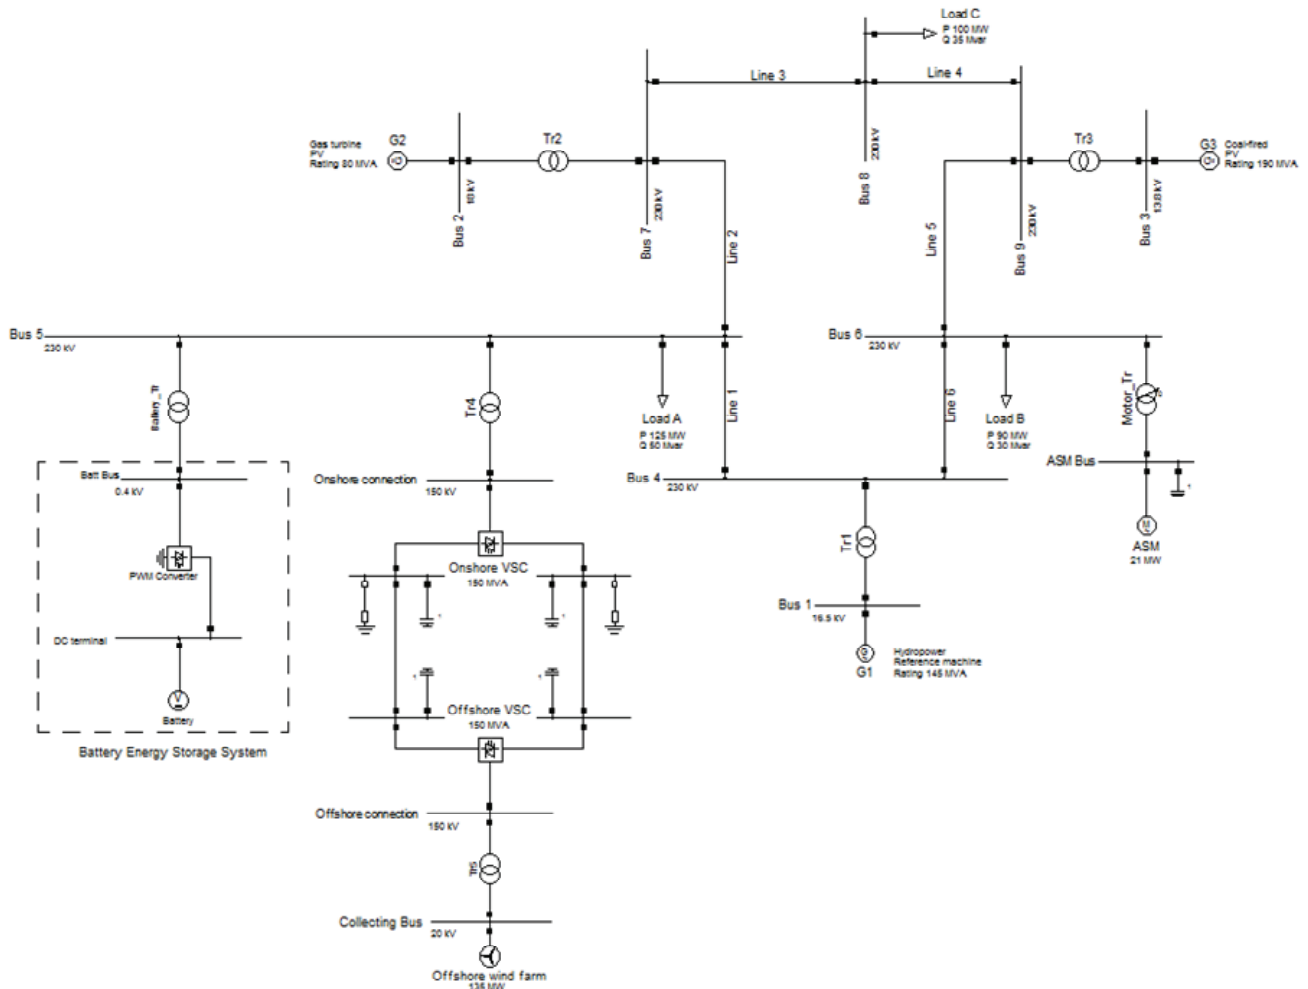 Load C
P 100 MW
Q 35 Mvar
Line 3
Line 4
G2
Gas turbine
PV
Rating 80 MVA
Tr2
Tr3
G3
Coal-fired
PV
Rating 190 MVA
Bus 2
18 kV
Bus 7
230 kV
Bus 8
230 kV
Bus 9
230 kV
Bus 3
13.8 kV
Line 2
Line 5
Bus 5
230 kV
Bus 6
230 kV
Battery_Tr
Tr4
Load A
P 125 MW
Q 50 Mvar
Line 1
Line 6
Load B
P 90 MW
Q 30 Mvar
Motor_Tr
Batt Bus
0.4 kV
Onshore connection
150 kV
Bus 4
230 kV
ASM Bus
1
ASM
21 MW
PWM Converter
Onshore VSC
150 MVA
1
1
Tr1
Bus 1
16.5 kV
G1
Hydropower
Reference machine
Rating 145 MVA
DC terminal
Battery
Battery Energy Storage System
1
1
Offshore VSC
150 MVA
Offshore connection
150 kV
Tr5
Collecting Bus
20 kV
Offshore wind farm
135 MW